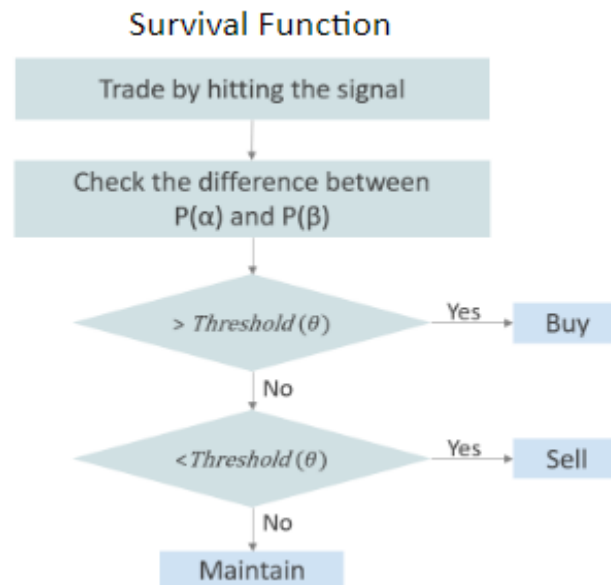 Survival Function
Trade by hitting the signal
Check the difference between
P(α) and P(β)
> Threshold (θ)
Yes
Buy
No
<Threshold (θ)
Yes
Sell
No
Maintain